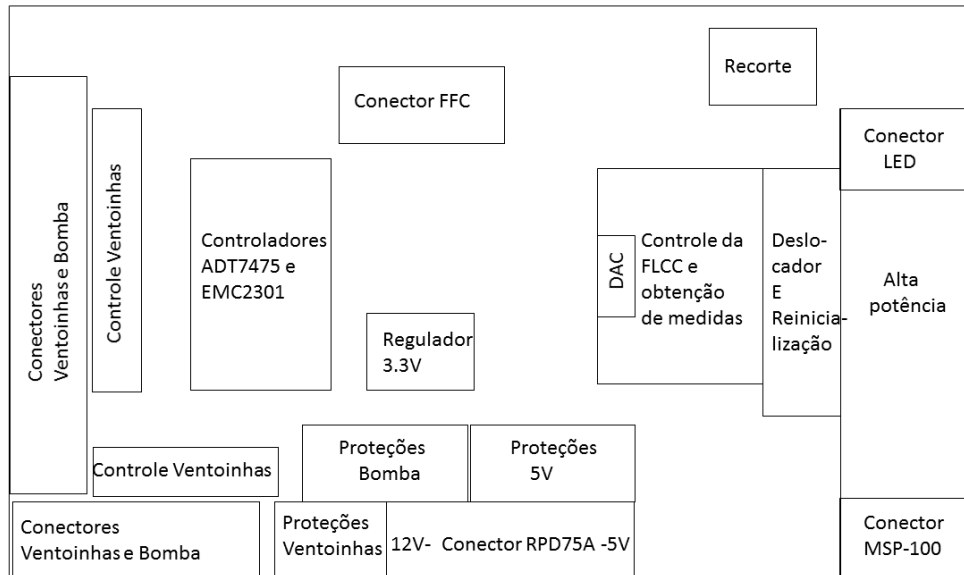 Recorte
Conector FFC
Conector
LED
Conectores
Ventoinhas e Bomba
Controle Ventoinhas
Controladores
ADT7475 e
EMC2301
DAC
Controle da
FLCC e
obtenção
de medidas
Deslo-
cador
E
Reinicia-
lização
Alta
potência
Regulador
3.3V
Controle Ventoinhas
Proteções
Bomba
Proteções
5V
Conectores
Ventoinhas e Bomba
Proteções
Ventoinhas
12V- Conector RPD75A -5V
Conector
MSP-100